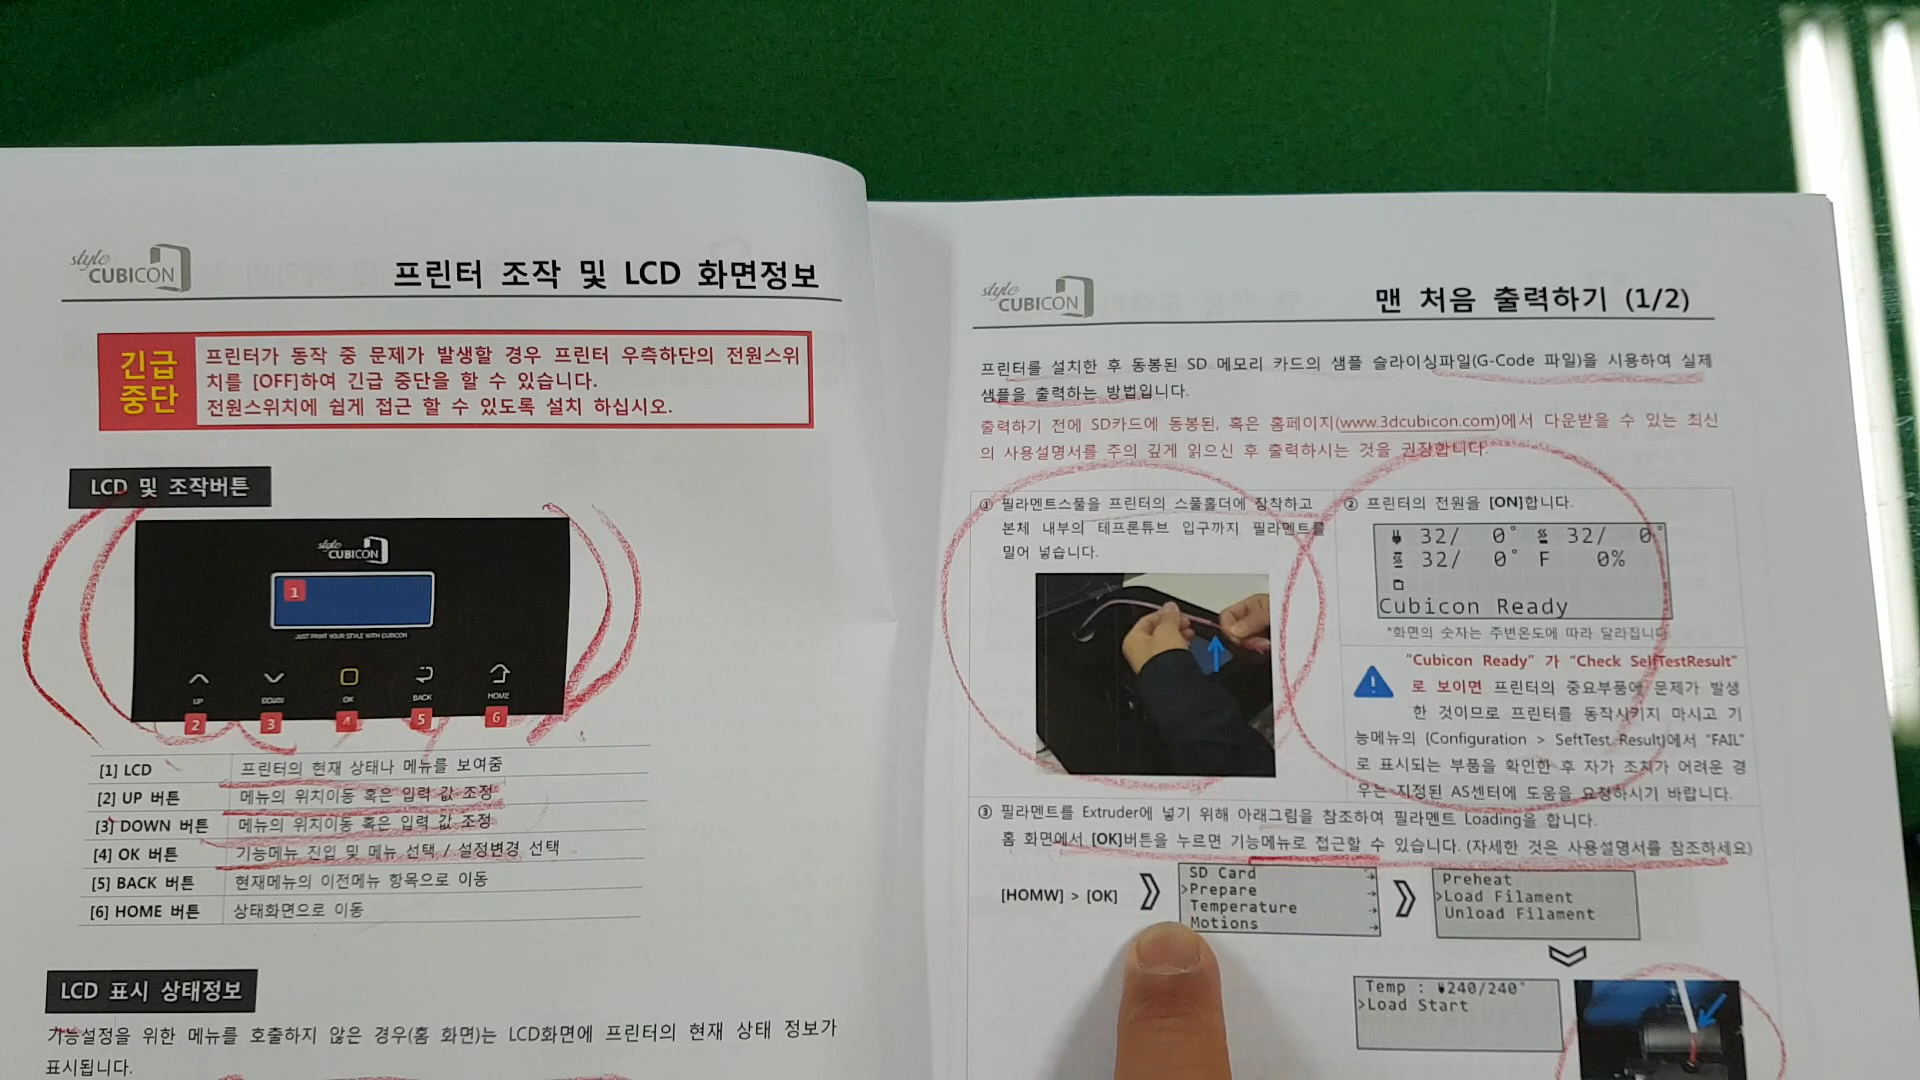 style
CUBICON
프린터 조작 및 LCD 화면정보
긴급
중단
프린터가 동작 중 문제가 발생할 경우 프린터 우측하단의 전원스위
치를 [OFF]하여 긴급 중단을 할 수 있습니다.
전원스위치에 쉽게 접근 할 수 있도록 설치 하십시오.
LCD 및 조작버튼
style
CUBICON
1
JUST PRINT YOUR STYLE WITH CUBICON
UP
DOWN
OK
BACK
HOME
2
3
4
5
6
[1] LCD 프린터의 현재 상태나 메뉴를 보여줌
[2] UP 버튼 메뉴의 위치이동 혹은 입력 값 조정
[3] DOWN 버튼 메뉴의 위치이동 혹은 입력 값 조정
[4] OK 버튼 기능메뉴 진입 및 메뉴 선택 / 설정변경 선택
[5] BACK 버튼 현재메뉴의 이전메뉴 항목으로 이동
[6] HOME 버튼 상태화면으로 이동
LCD 표시 상태정보
기능설정을 위한 메뉴를 호출하지 않은 경우(홈 화면)는 LCD화면에 프린터의 현재 상태 정보가
표시됩니다.
style
CUBICON
맨 처음 출력하기 (1/2)
프린터를 설치한 후 동봉된 SD 메모리 카드의 샘플 슬라이싱파일(G-Code 파일)을 시용하여 실제
샘플을 출력하는 방법입니다.
출력하기 전에 SD카드에 동봉된, 혹은 홈페이지(www.3dcubicon.com)에서 다운받을 수 있는 최신
의 사용설명서를 주의 깊게 읽으신 후 출력하시는 것을 권장합니다.
① 필라멘트스풀을 프린터의 스풀홀더에 장착하고
본체 내부의 테프론튜브 입구까지 필라멘트를
밀어 넣습니다.
② 프린터의 전원을 [ON]합니다.
32/ 0° 32/ 0°
32/ 0° F 0%
Cubicon Ready
*화면의 숫자는 주변온도에 따라 달라집니다.
"Cubicon Ready" 가 "Check SelfTestResult"
로 보이면 프린터의 중요부품에 문제가 발생
한 것이므로 프린터를 동작시키지 마시고 기
능메뉴의 (Configuration > SeftTest Result)에서 "FAIL"
로 표시되는 부품을 확인한 후 자가 조치가 어려운 경
우는 지정된 AS센터에 도움을 요청하시기 바랍니다.
③ 필라멘트를 Extruder에 넣기 위해 아래그림을 참조하여 필라멘트 Loading을 합니다.
홈 화면에서 [OK]버튼을 누르면 기능메뉴로 접근할 수 있습니다. (자세한 것은 사용설명서를 참조하세요)
[HOMW] > [OK]
SD Card
>Prepare
Temperature
Motions
Preheat
>Load Filament
Unload Filament
Temp : 240/240°
>Load Start